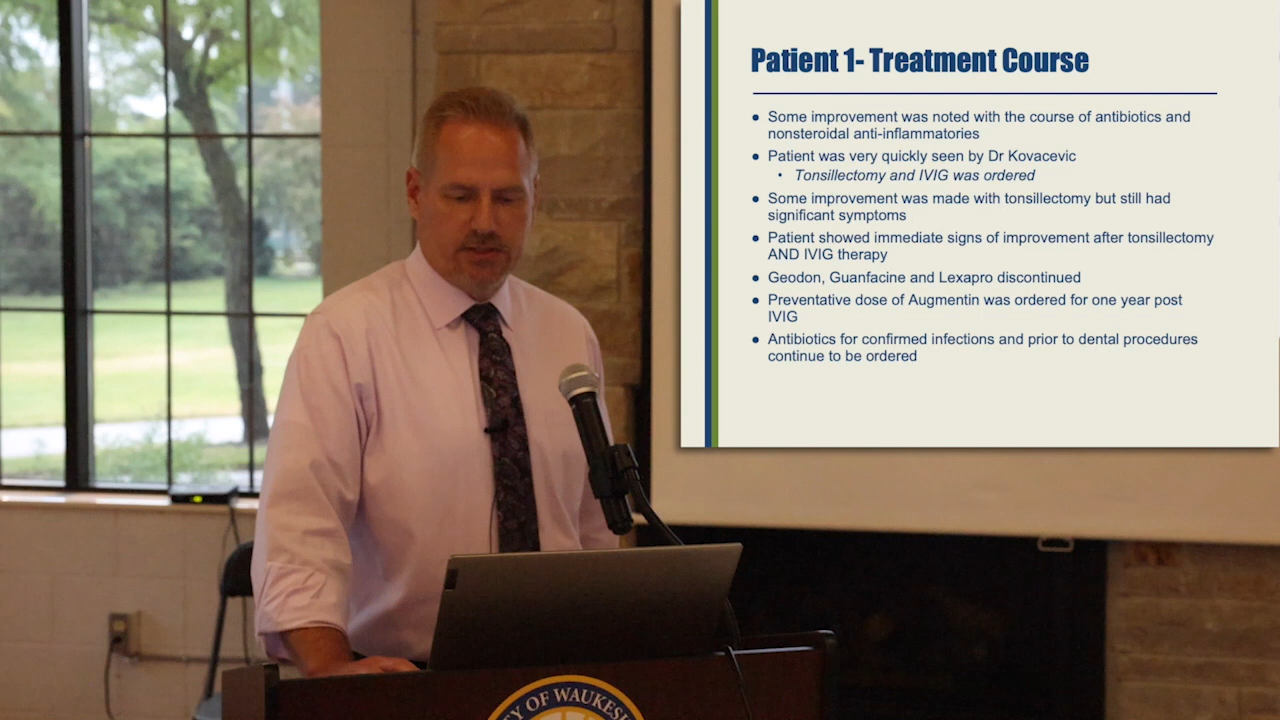 Patient 1- Treatment Course
● Some improvement was noted with the course of antibiotics and
nonsteroidal anti-inflammatories
● Patient was very quickly seen by Dr Kovacevic
• Tonsillectomy and IVIG was ordered
● Some improvement was made with tonsillectomy but still had
significant symptoms
● Patient showed immediate signs of improvement after tonsillectomy
AND IVIG therapy
● Geodon, Guanfacine and Lexapro discontinued
● Preventative dose of Augmentin was ordered for one year post
IVIG
● Antibiotics for confirmed infections and prior to dental procedures
continue to be ordered
OF WAUKES